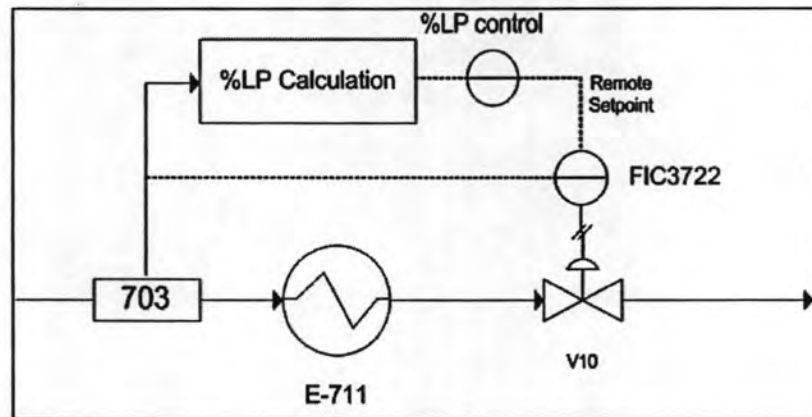 %LP control
%LP Calculation
Remote
Setpoint
FIC3722
703
V10
E-711